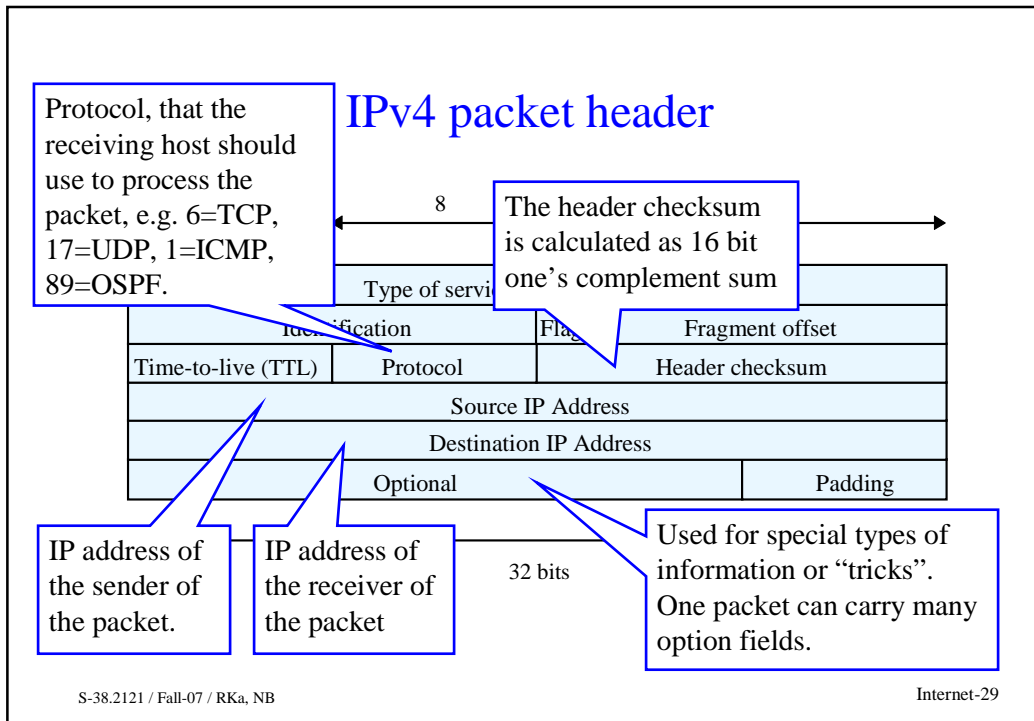 IPv4 packet header
Protocol, that the
receiving host should
use to process the
packet, e.g. 6=TCP,
17=UDP, 1=ICMP,
89=OSPF.
8
The header checksum
is calculated as 16 bit
one’s complement sum
Type of
Fragment offset
Time-to-live (TTL)
Protocol
Header checksum
Source IP Address
Destination IP Address
Optional
Padding
IP address of
the sender of
the packet.
IP address of
the receiver of
the packet
32 bits
Used for special types of
information or “tricks”.
One packet can carry many
option fields.
S-38.2121 / Fall-07 / RKa, NB
Internet-29